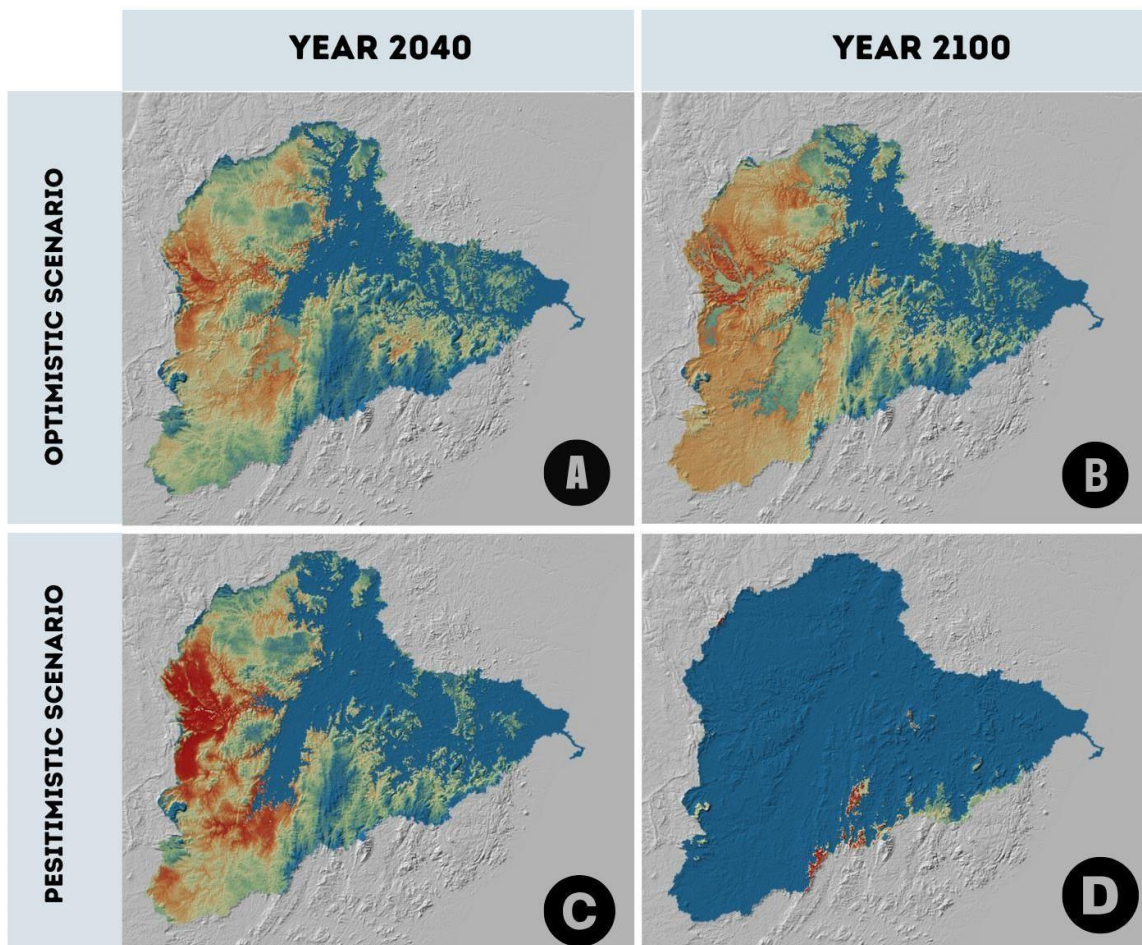 YEAR 2040
YEAR 2100
OPTIMISTIC SCENARIO
A
B
PESITIMISTIC SCENARIO
C
D